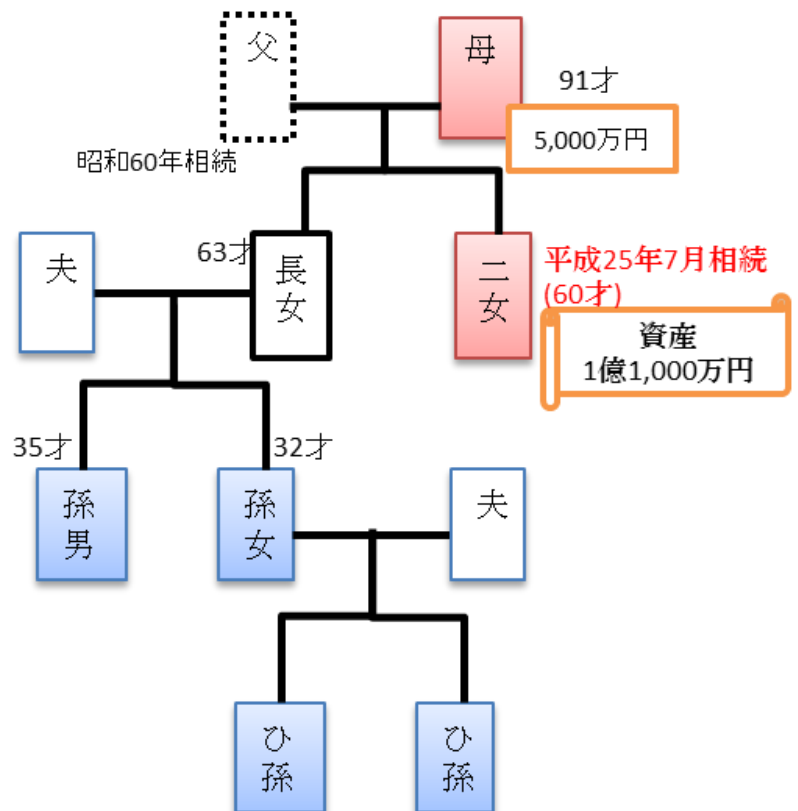 父
母
91才
5,000万円
昭和60年相続
夫
63才
長女
二女
平成25年7月相続
(60才)
資産
1億1,000万円
35才
32才
孫男
孫女
夫
ひ孫
ひ孫